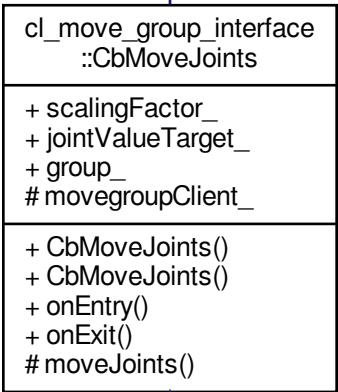 cl_move_group_interface
::CbMoveJoints
+ scalingFactor_
+ jointValueTarget_
+ group_
# movegroupClient_
+ CbMoveJoints()
+ CbMoveJoints()
+ onEntry()
+ onExit()
# moveJoints()